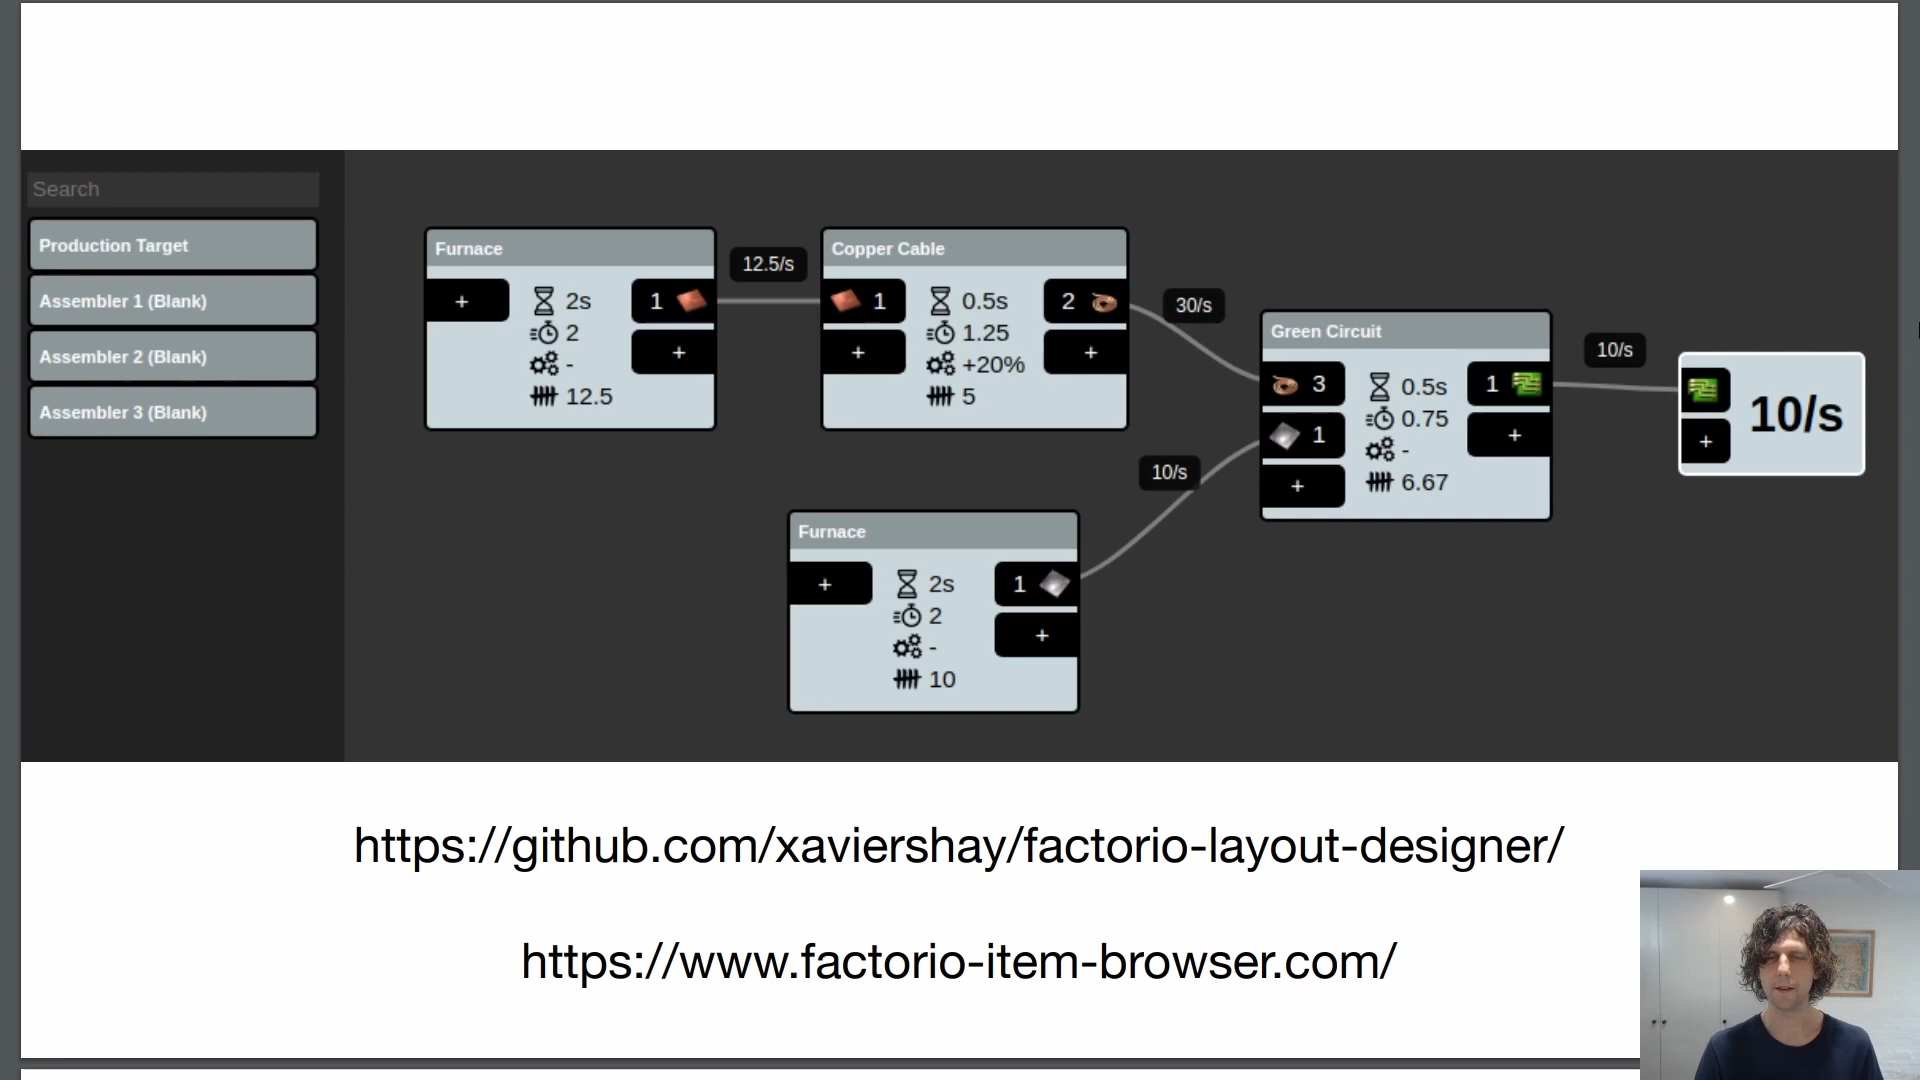 Search
Production Target
Assembler 1 (Blank)
Assembler 2 (Blank)
Assembler 3 (Blank)
Furnace
+
2s
2
-
12.5
1
+
12.5/s
Copper Cable
1
+
0.5s
1.25
+20%
5
2
+
30/s
Furnace
+
2s
2
-
10
1
+
10/s
Green Circuit
3
1
+
0.5s
0.75
-
6.67
1
+
10/s
+
10/s
https://github.com/xaviershay/factorio-layout-designer/
https://www.factorio-item-browser.com/